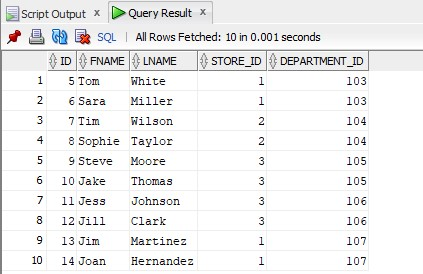 Script Output x Query Result x
SQL | All Rows Fetched: 10 in 0.001 seconds
ID FNAME LNAME STORE_ID DEPARTMENT_ID
1 5 Tom White 1 103
2 6 Sara Miller 1 103
3 7 Tim Wilson 2 104
4 8 Sophie Taylor 2 104
5 9 Steve Moore 3 105
6 10 Jake Thomas 3 105
7 11 Jess Johnson 3 106
8 12 Jill Clark 3 106
9 13 Jim Martinez 1 107
10 14 Joan Hernandez 1 107